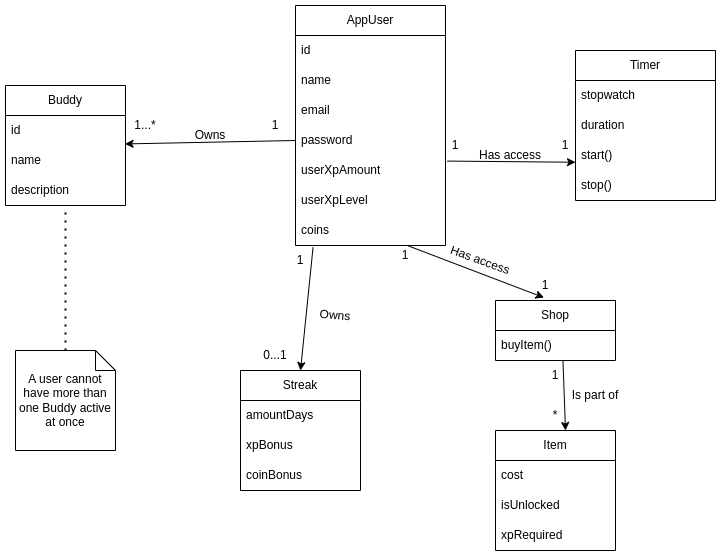 AppUser
id
name
email
password
userXpAmount
userXpLevel
coins
Buddy
id
name
description
1...*
Owns
1
Timer
stopwatch
duration
start()
stop()
1
Has access
1
1
Owns
0...1
1
Has access
1
Shop
buyItem()
1
Is part of
*
A user cannot
have more than
one Buddy active
at once
Streak
amountDays
xpBonus
coinBonus
Item
cost
isUnlocked
xpRequired